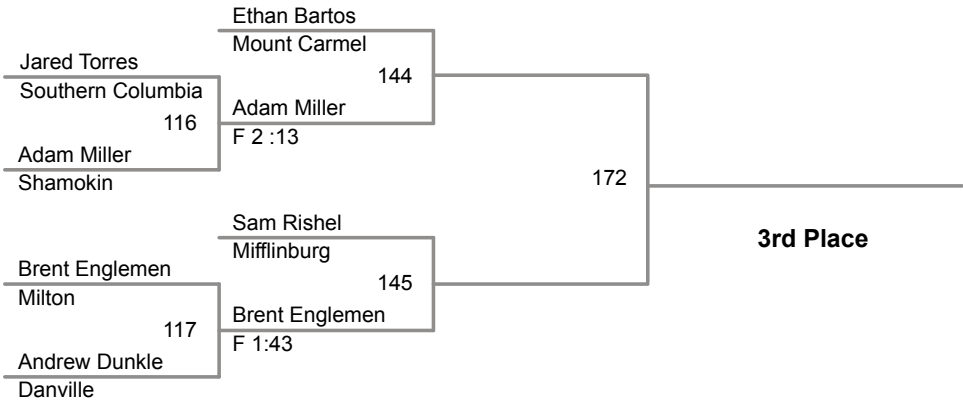 Ethan Bartos
Mount Carmel
Jared Torres
Southern Columbia
144
116
Adam Miller
F 2 :13
Adam Miller
Shamokin
172
Sam Rishel
Mifflinburg
3rd Place
Brent Englemen
Milton
145
117
Brent Englemen
F 1:43
Andrew Dunkle
Danville